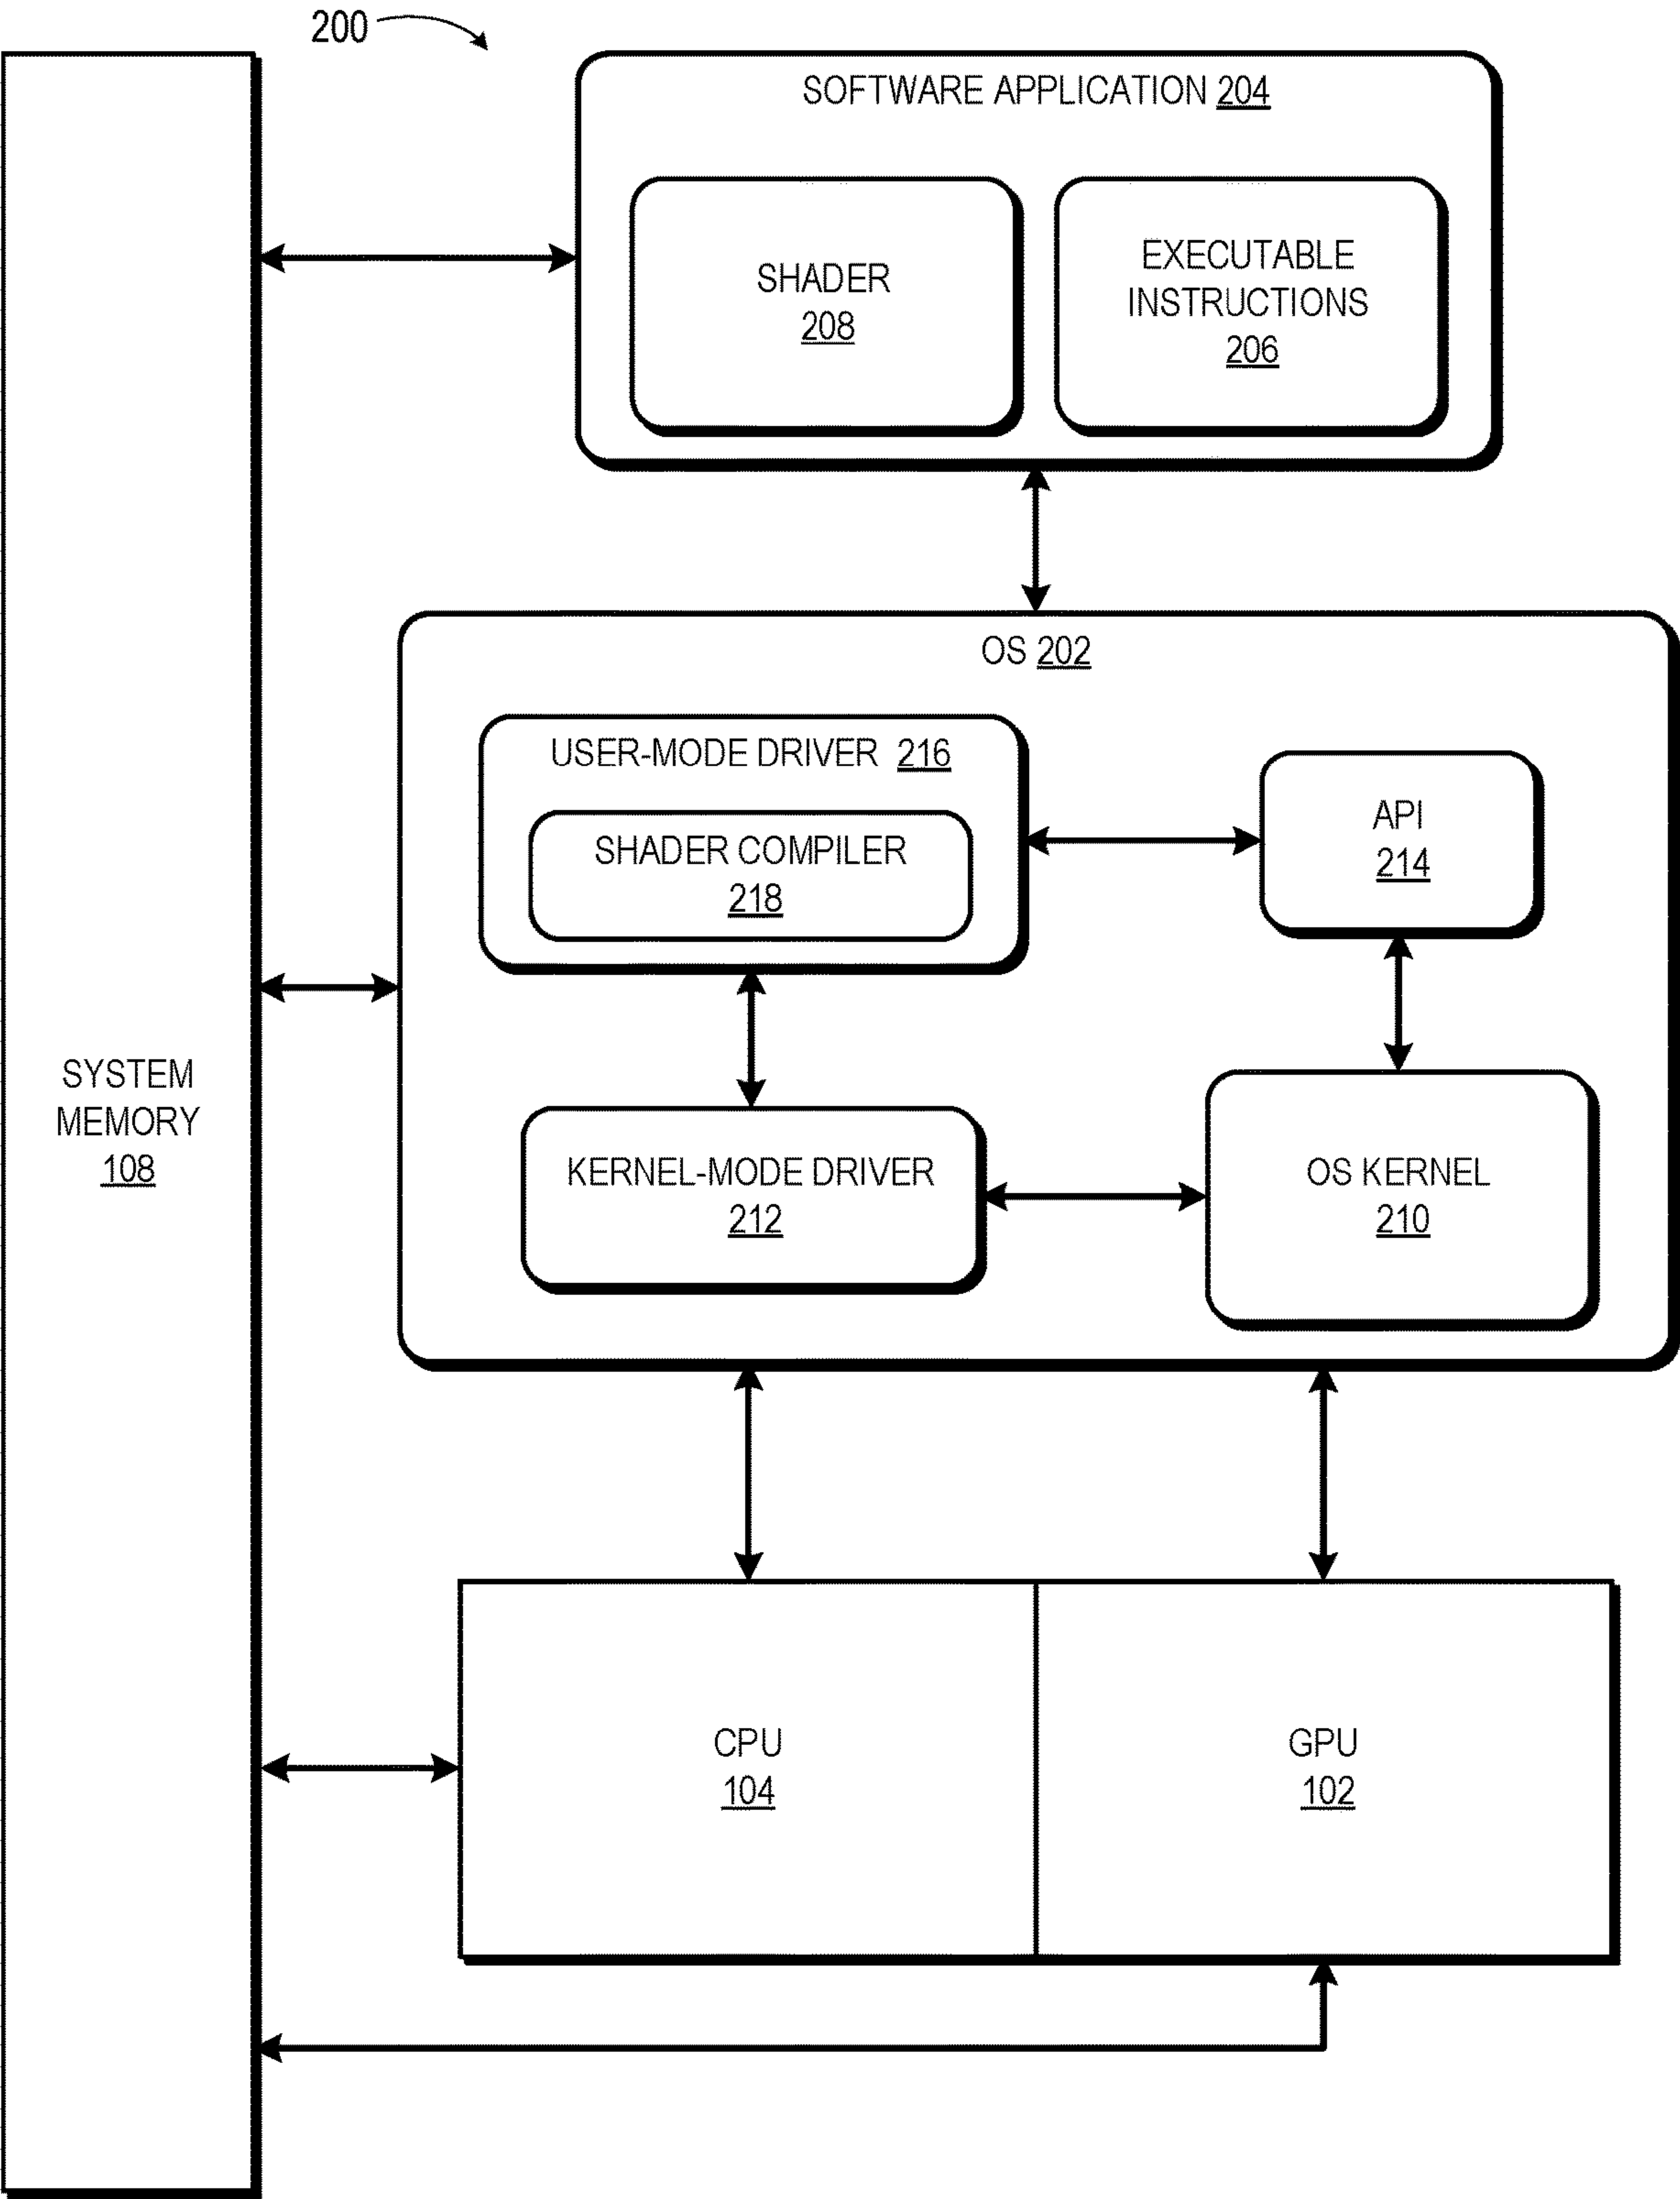 200
SOFTWARE APPLICATION 204
SHADER
208
EXECUTABLE
INSTRUCTIONS
206
OS 202
USER-MODE DRIVER 216
SHADER COMPILER
218
API
214
SYSTEM
MEMORY
108
KERNEL-MODE DRIVER
212
OS KERNEL
210
CPU
104
GPU
102